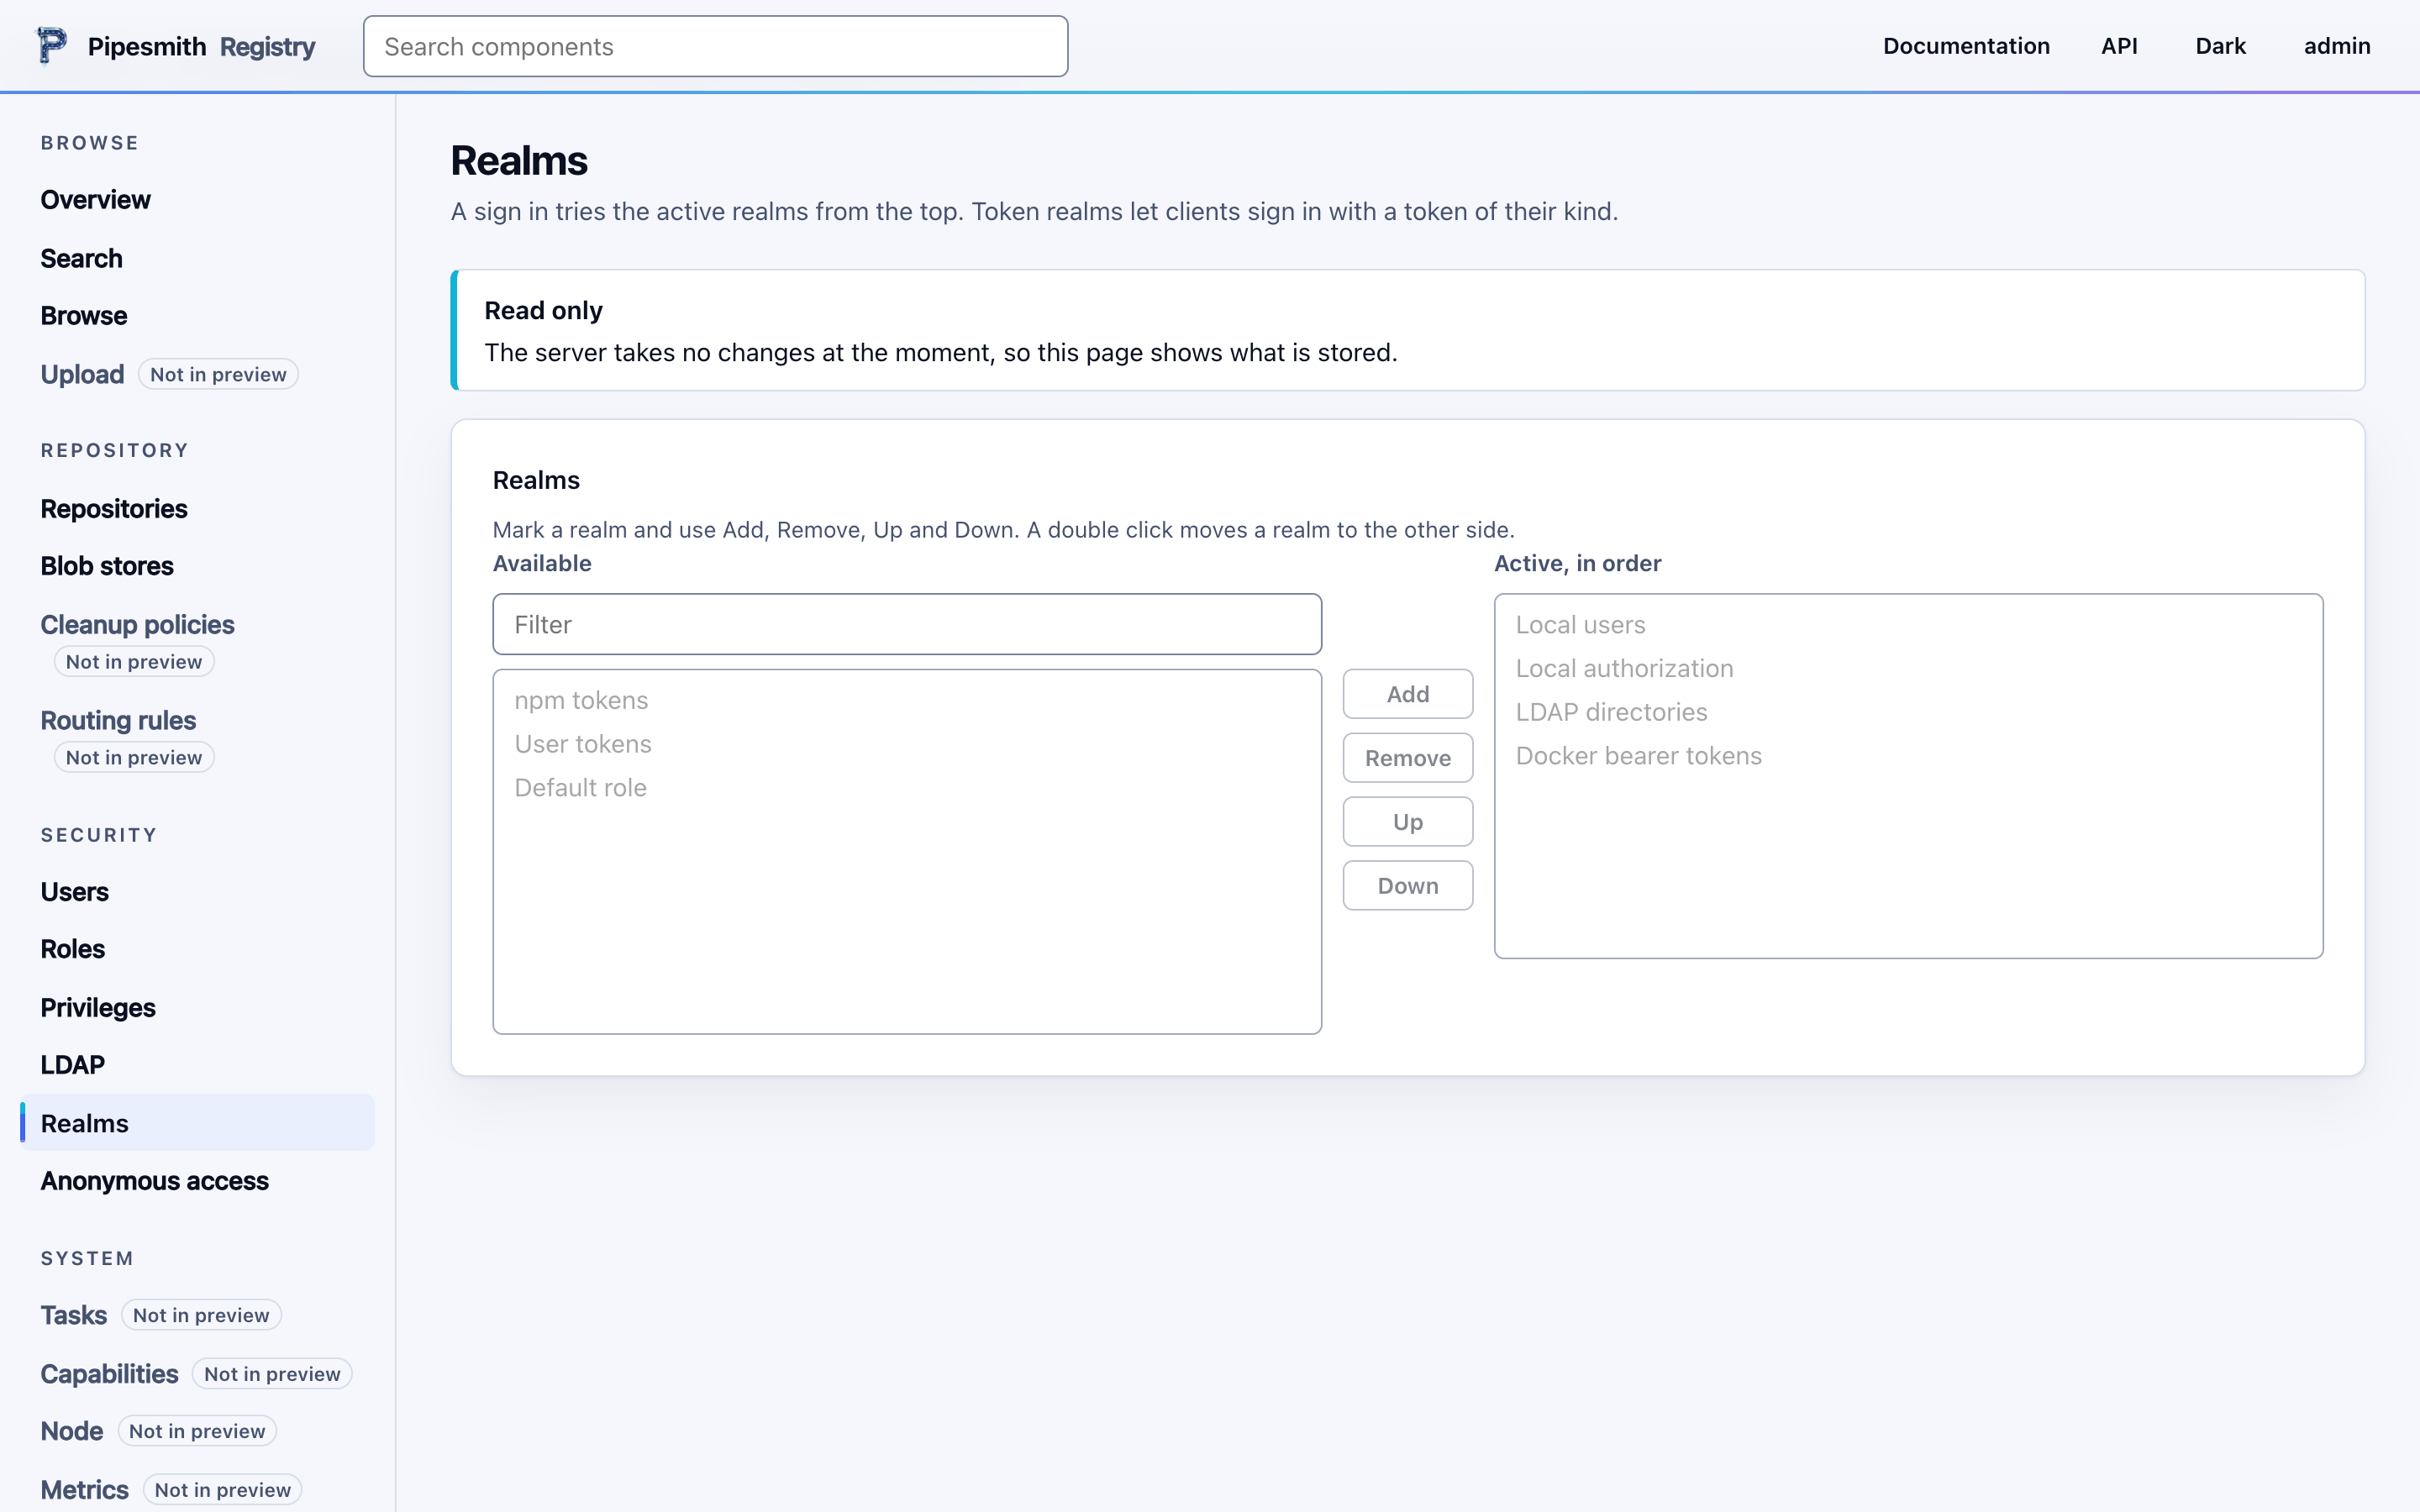 Pipesmith Registry
Search components
Documentation
API
Dark
admin
BROWSE
Overview
Search
Browse
Upload Not in preview
REPOSITORY
Repositories
Blob stores
Cleanup policies
Not in preview
Routing rules
Not in preview
SECURITY
Users
Roles
Privileges
LDAP
Realms
Anonymous access
SYSTEM
Tasks Not in preview
Capabilities Not in preview
Node Not in preview
Metrics Not in preview
Realms
A sign in tries the active realms from the top. Token realms let clients sign in with a token of their kind.
Read only
The server takes no changes at the moment, so this page shows what is stored.
Realms
Mark a realm and use Add, Remove, Up and Down. A double click moves a realm to the other side.
Available
Filter
npm tokens
User tokens
Default role
Add
Remove
Up
Down
Active, in order
Local users
Local authorization
LDAP directories
Docker bearer tokens